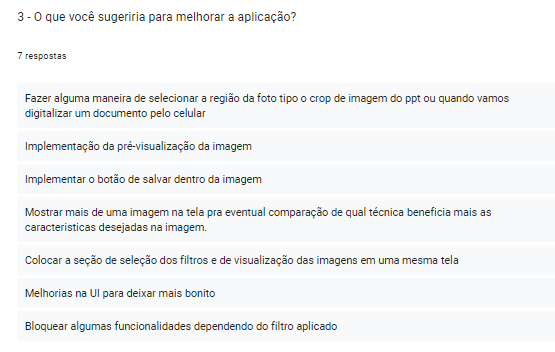 3 - O que você sugeriria para melhorar a aplicação?
7 respostas
Fazer alguma maneira de selecionar a região da foto tipo o crop de imagem do ppt ou quando vamos
digitalizar um documento pelo celular
Implementação da pré-visualização da imagem
Implementar o botão de salvar dentro da imagem
Mostrar mais de uma imagem na tela pra eventual comparação de qual técnica beneficia mais as
caracteristicas desejadas na imagem.
Colocar a seção de seleção dos filtros e de visualização das imagens em uma mesma tela
Melhorias na UI para deixar mais bonito
Bloquear algumas funcionalidades dependendo do filtro aplicado